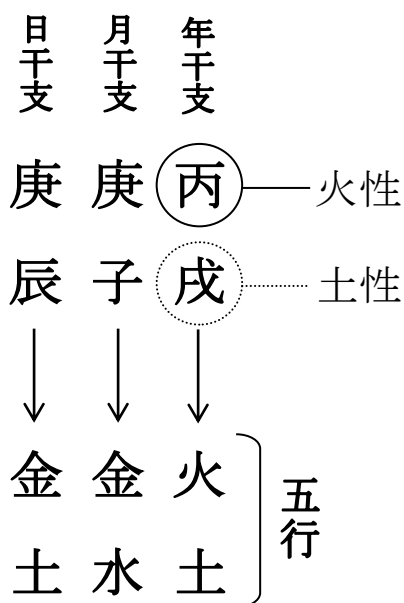 年干支
月干支
日干支
丙戌
庚子
庚辰
火性
土性
火土
金水
金土
五行